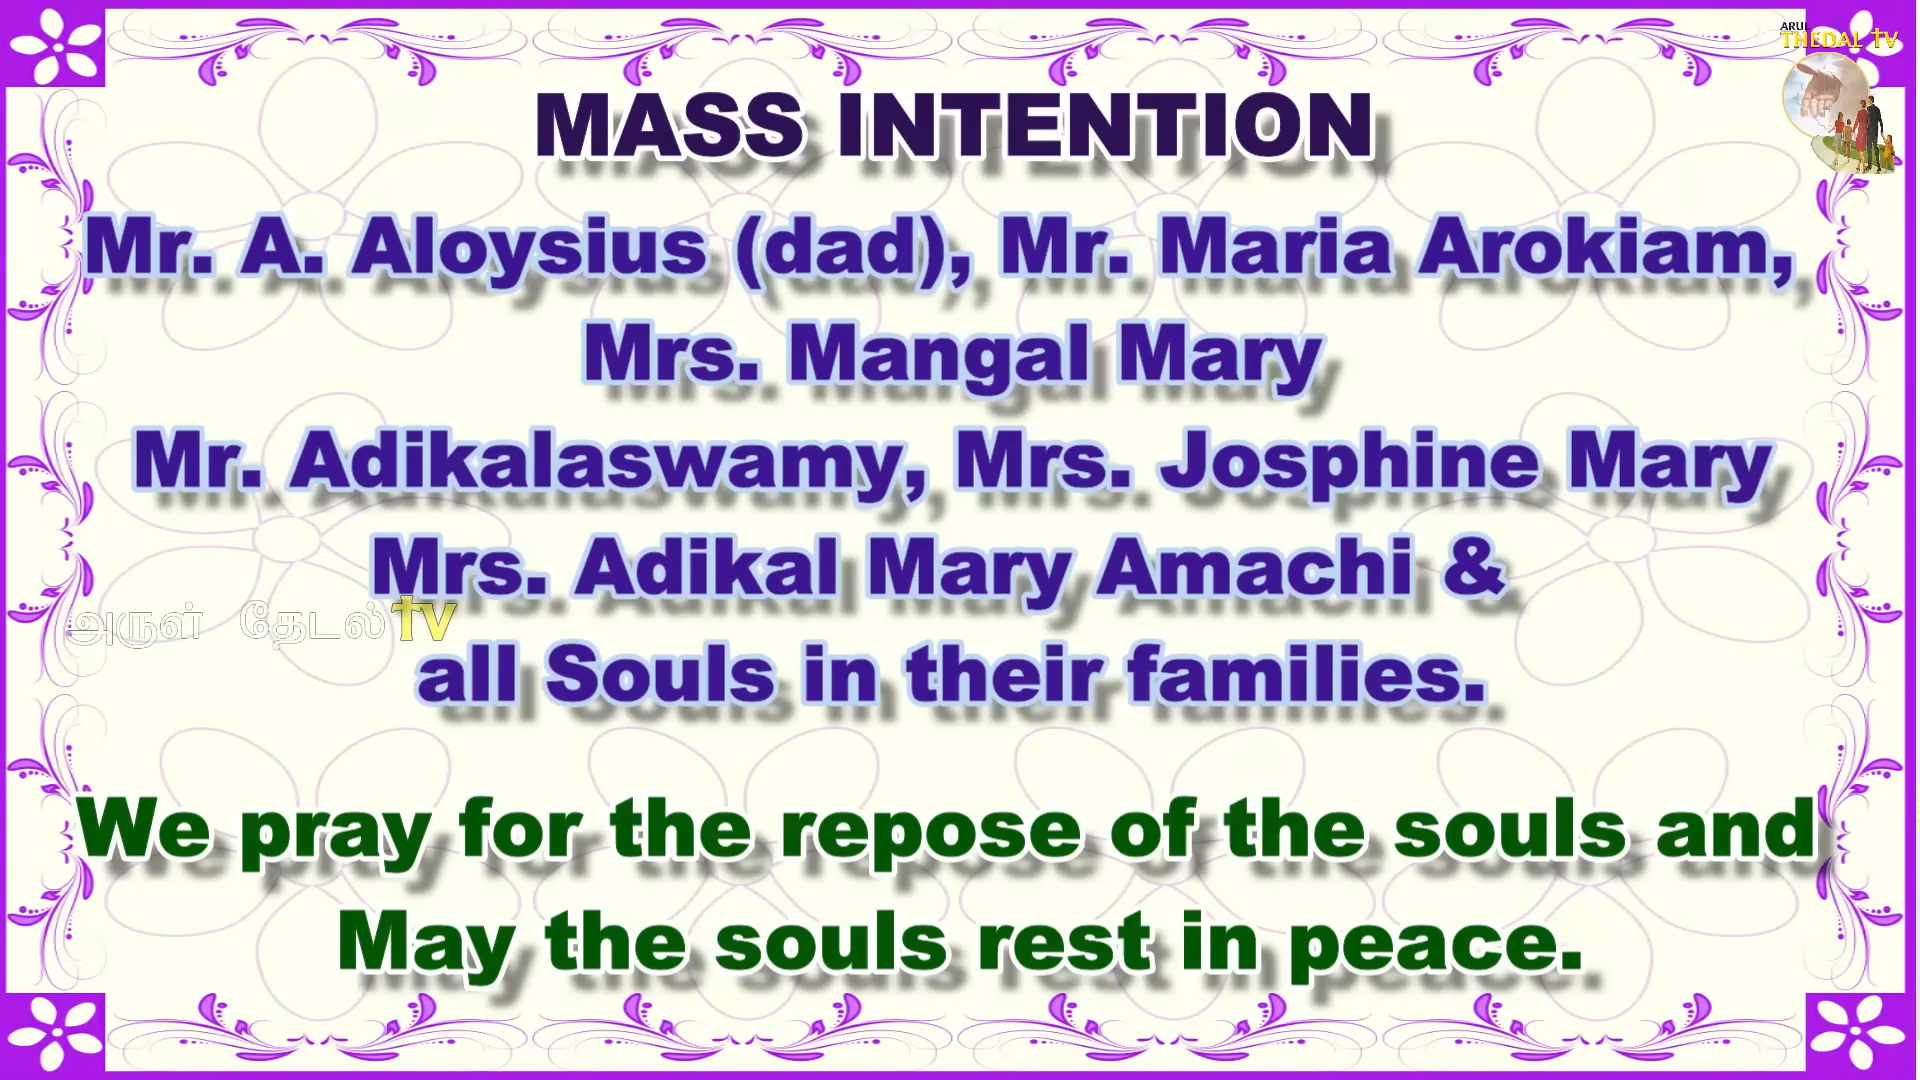 ARUL
THEDAL TV
MASS INTENTION
Mr. A. Aloysius (dad), Mr. Maria Arokiam,
Mrs. Mangal Mary
Mr. Adikalaswamy, Mrs. Josphine Mary
Mrs. Adikal Mary Amachi &
அருள் தேடல் TV
all Souls in their families.
We pray for the repose of the souls and
May the souls rest in peace.